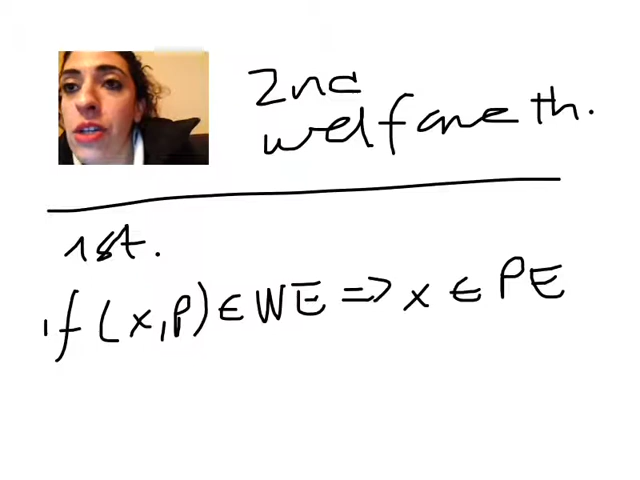 2nd
welfare th.
1st.
if (x,p) ∈ WE => x ∈ PE